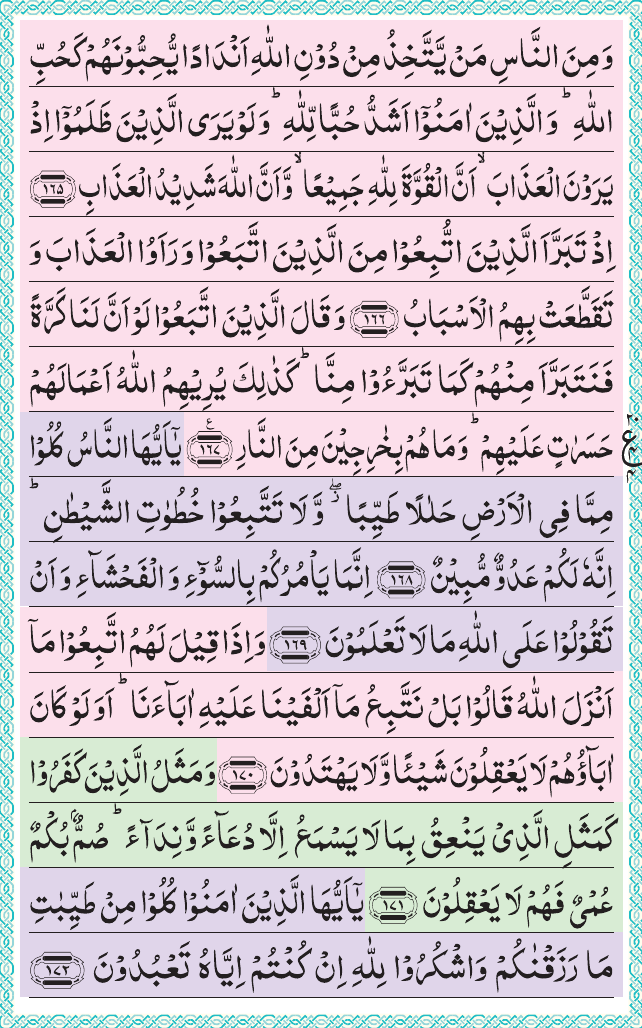 وَمِنَ النَّاسِ مَنْ يَّتَّخِذُ مِنْ دُوْنِ اللّٰهِ اَنْدَادًا يُّحِبُّوْنَهُمْ كَحُبِّ
اللّٰهِ ؕ وَالَّذِيْنَ اٰمَنُوْٓا اَشَدُّ حُبًّا لِّلّٰهِ ؕ وَلَوْ يَرَى الَّذِيْنَ ظَلَمُوْٓا اِذْ
يَرَوْنَ الْعَذَابَ ۙ اَنَّ الْقُوَّةَ لِلّٰهِ جَمِيْعًا ۙ وَّاَنَّ اللّٰهَ شَدِيْدُ الْعَذَابِ ١٦٥
اِذْ تَبَرَّاَ الَّذِيْنَ اتُّبِعُوْا مِنَ الَّذِيْنَ اتَّبَعُوْا وَرَاَوُا الْعَذَابَ وَ
تَقَطَّعَتْ بِهِمُ الْاَسْبَابُ ١٦٦ وَقَالَ الَّذِيْنَ اتَّبَعُوْا لَوْ اَنَّ لَنَا كَرَّةً
فَنَتَبَرَّاَ مِنْهُمْ كَمَا تَبَرَّءُوْا مِنَّا ؕ كَذٰلِكَ يُرِيْهِمُ اللّٰهُ اَعْمَالَهُمْ
حَسَرٰتٍ عَلَيْهِمْ ؕ وَمَا هُمْ بِخٰرِجِيْنَ مِنَ النَّارِ ١٦٧ ع يٰٓاَيُّهَا النَّاسُ كُلُوْا
مِمَّا فِى الْاَرْضِ حَلٰلًا طَيِّبًا ۖ وَّلَا تَتَّبِعُوْا خُطُوٰتِ الشَّيْطٰنِ ؕ
اِنَّهٗ لَكُمْ عَدُوٌّ مُّبِيْنٌ ١٦٨ اِنَّمَا يَاْمُرُكُمْ بِالسُّوْٓءِ وَالْفَحْشَآءِ وَاَنْ
تَقُوْلُوْا عَلَى اللّٰهِ مَا لَا تَعْلَمُوْنَ ١٦٩ وَاِذَا قِيْلَ لَهُمُ اتَّبِعُوْا مَآ
اَنْزَلَ اللّٰهُ قَالُوْا بَلْ نَتَّبِعُ مَآ اَلْفَيْنَا عَلَيْهِ اٰبَآءَنَا ؕ اَوَلَوْ كَانَ
اٰبَآؤُهُمْ لَا يَعْقِلُوْنَ شَيْـًٔا وَّلَا يَهْتَدُوْنَ ١٧٠ وَمَثَلُ الَّذِيْنَ كَفَرُوْا
كَمَثَلِ الَّذِىْ يَنْعِقُ بِمَا لَا يَسْمَعُ اِلَّا دُعَآءً وَّنِدَآءً ؕ صُمٌّۢ بُكْمٌ
عُمْىٌ فَهُمْ لَا يَعْقِلُوْنَ ١٧١ يٰٓاَيُّهَا الَّذِيْنَ اٰمَنُوْا كُلُوْا مِنْ طَيِّبٰتِ
مَا رَزَقْنٰكُمْ وَاشْكُرُوْا لِلّٰهِ اِنْ كُنْتُمْ اِيَّاهُ تَعْبُدُوْنَ ١٧٢